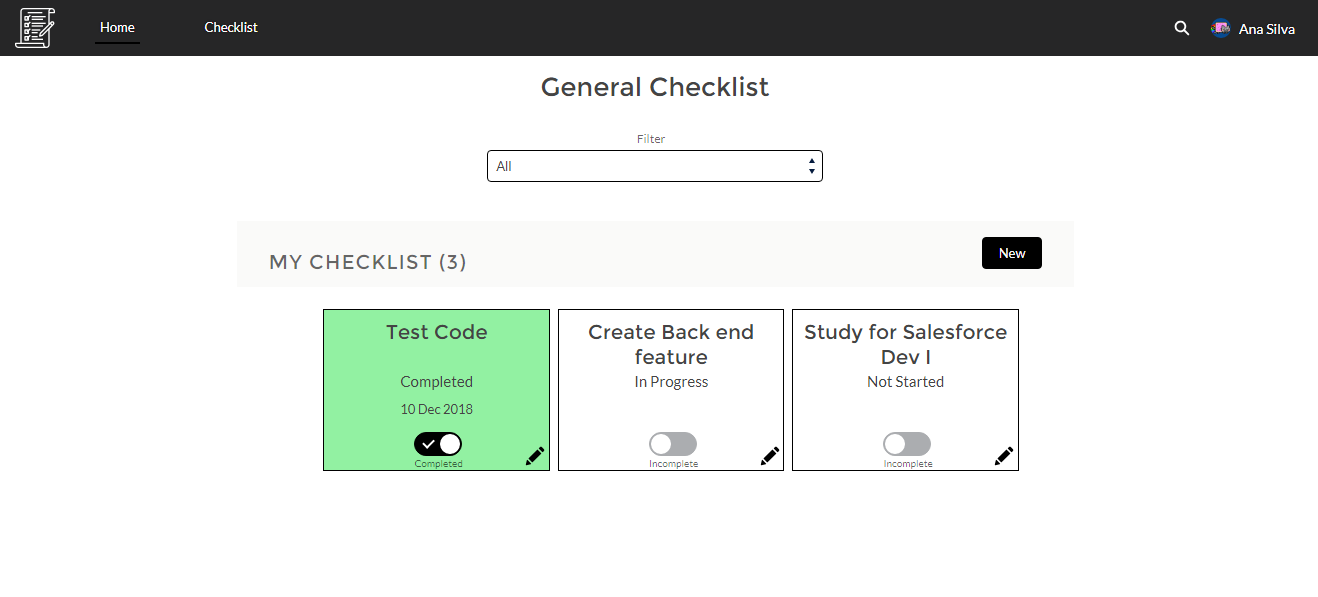 Home
Checklist
Ana Silva
General Checklist
Filter
All
MY CHECKLIST (3)
New
Test Code
Completed
10 Dec 2018
Completed
Create Back end
feature
In Progress
Incomplete
Study for Salesforce
Dev I
Not Started
Incomplete